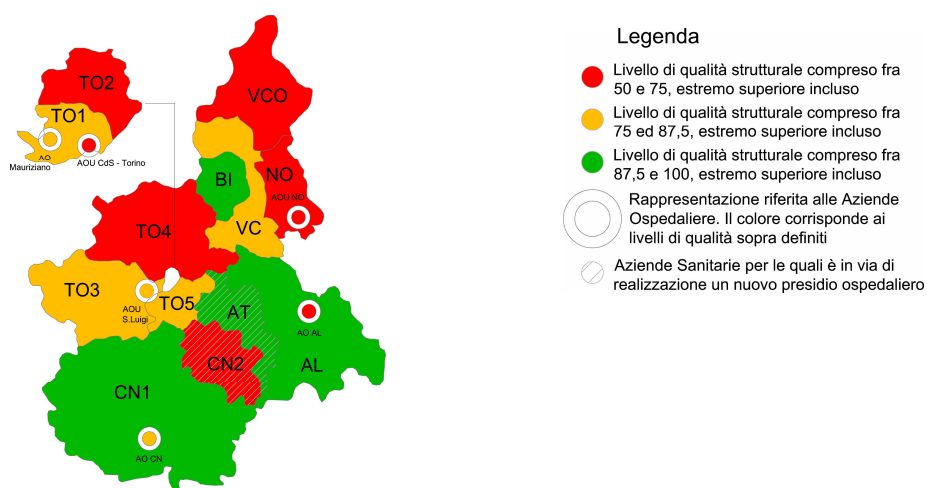 TO2
TO1
AO
Mauriziano
AOU CdS - Torino
VCO
BI
NO
AOU NO
VC
TO4
TO3
AOU
S.Luigi
TO5
AT
AO AL
AL
CN2
CN1
AO CN
Legenda
Livello di qualità strutturale compreso fra
50 e 75, estremo superiore incluso
Livello di qualità strutturale compreso fra
75 ed 87,5, estremo superiore incluso
Livello di qualità strutturale compreso fra
87,5 e 100, estremo superiore incluso
Rappresentazione riferita alle Aziende
Ospedaliere. Il colore corrisponde ai
livelli di qualità sopra definiti
Aziende Sanitarie per le quali è in via di
realizzazione un nuovo presidio ospedaliero